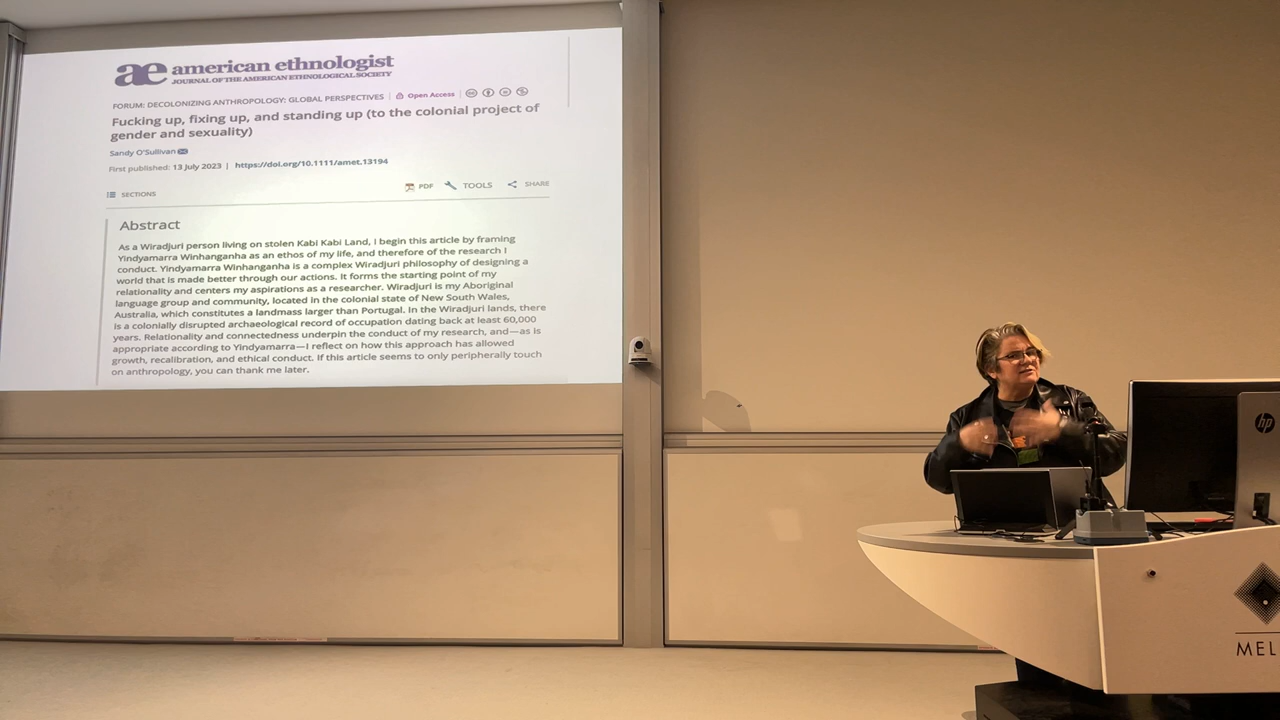 ae american ethnologist
JOURNAL OF THE AMERICAN ETHNOLOGICAL SOCIETY
FORUM: DECOLONIZING ANTHROPOLOGY: GLOBAL PERSPECTIVES | Open Access |
Fucking up, fixing up, and standing up (to the colonial project of
gender and sexuality)
Sandy O'Sullivan
First published: 13 July 2023 | https://doi.org/10.1111/amet.13194
SECTIONS PDF TOOLS SHARE
Abstract
As a Wiradjuri person living on stolen Kabi Kabi Land, I begin this article by framing
Yindyamarra Winhanganha as an ethos of my life, and therefore of the research I
conduct. Yindyamarra Winhanganha is a complex Wiradjuri philosophy of designing a
world that is made better through our actions. It forms the starting point of my
relationality and centers my aspirations as a researcher. Wiradjuri is my Aboriginal
language group and community, located in the colonial state of New South Wales,
Australia, which constitutes a landmass larger than Portugal. In the Wiradjuri lands, there
is a colonially disrupted archaeological record of occupation dating back at least 60,000
years. Relationality and connectedness underpin the conduct of my research, and—as is
appropriate according to Yindyamarra—I reflect on how this approach has allowed
growth, recalibration, and ethical conduct. If this article seems to only peripherally touch
on anthropology, you can thank me later.
hp
MEL